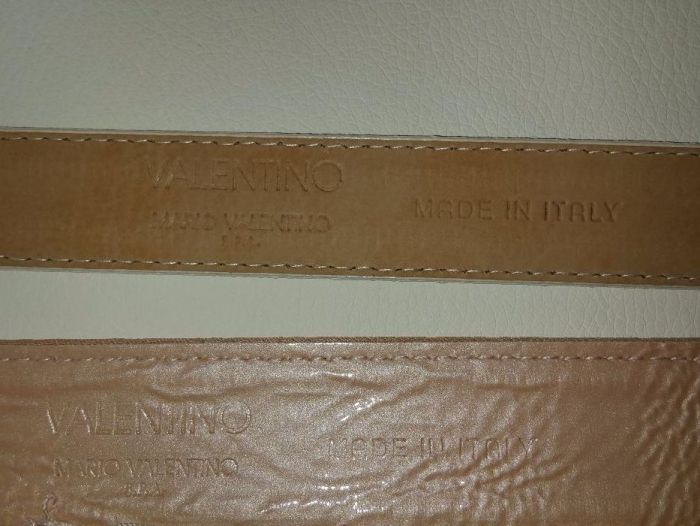 VALENTINO
MARIO VALENTINO
S.P.A.
MADE IN ITALY
VALENTINO
MARIO VALENTINO
S.P.A.
MADE IN ITALY